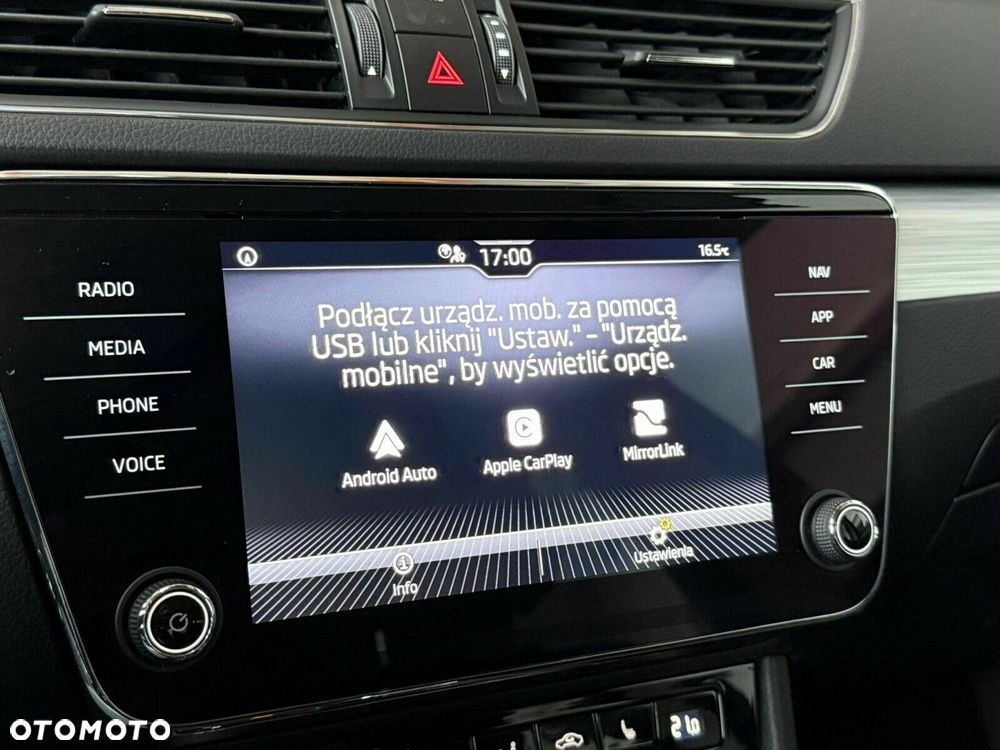 17:00
16.5°C
RADIO
MEDIA
PHONE
VOICE
Podłącz urządz. mob. za pomocą
USB lub kliknij "Ustaw." - "Urządz.
mobilne", by wyświetlić opcje.
Android Auto
Apple CarPlay
MirrorLink
Info
Ustawienia
NAV
APP
CAR
MENU
OTOMOTO